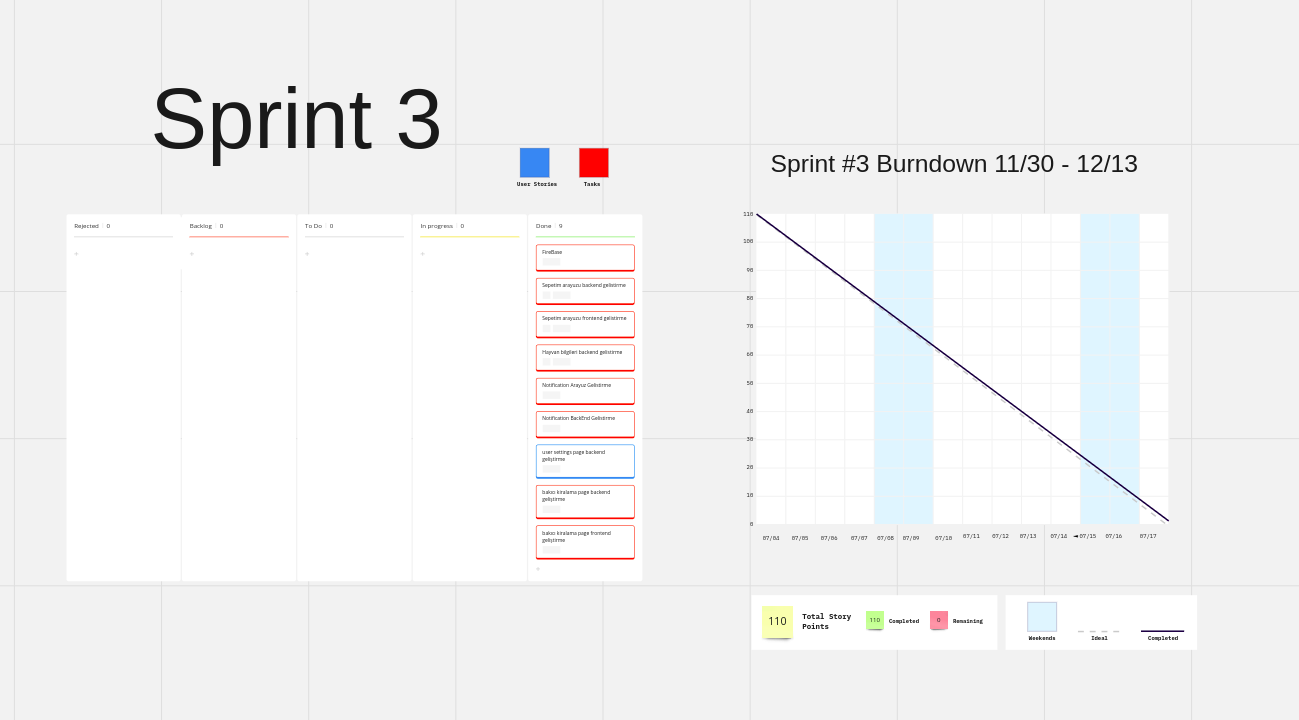 Sprint 3
User Stories
Tasks
Sprint #3 Burndown 11/30 - 12/13
Rejected 0
Backlog 0
To Do 0
In progress 0
Done 9
FireBase
Sepetim arayuzu backend gelistirme
Sepetim arayuzu frontend gelistirme
Hayvan bilgileri backend gelistirme
Notification Arayuz Gelistirme
Notification BackEnd Gelistirme
user settings page backend
geliştirme
bakıcı kiralama page backend
geliştirme
bakıcı kiralama page frontend
geliştirme
110
100
90
80
70
60
50
40
30
20
10
0
07/04
07/05
07/06
07/07
07/08
07/09
07/10
07/11
07/12
07/13
07/14
07/15
07/16
07/17
110
Total Story
Points
110
Completed
0
Remaining
Weekends
Ideal
Completed